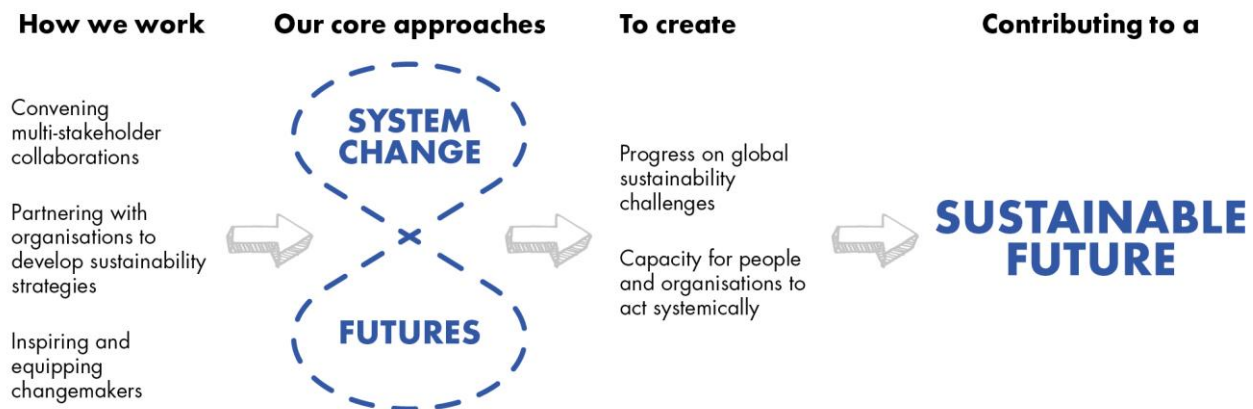 How we work
Convening
multi-stakeholder
collaborations
Partnering with
organisations to
develop sustainability
strategies
Inspiring and
equipping
changemakers
Our core approaches
SYSTEM
CHANGE
FUTURES
To create
Progress on global
sustainability
challenges
Capacity for people
and organisations to
act systemically
Contributing to a
SUSTAINABLE
FUTURE